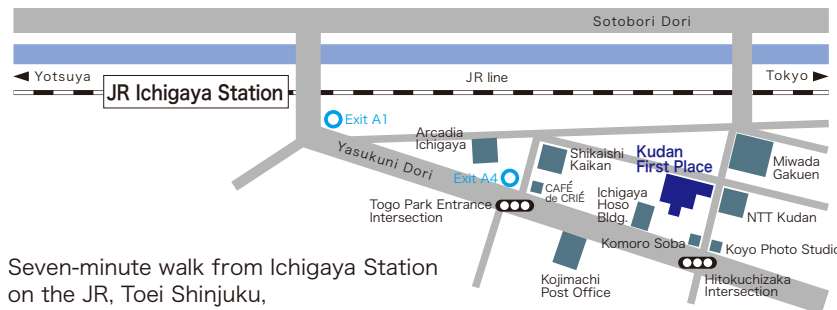 Sotobori Dori
Yotsuya
JR line
Tokyo
JR Ichigaya Station
Exit A1
Yasukuni Dori
Arcadia
Ichigaya
Exit A4
Shikaishi
Kaikan
Kudan
First Place
Miwada
Gakuen
CAFÉ
de CRIÉ
Togo Park Entrance
Intersection
Ichigaya
Hoso
Bldg.
NTT Kudan
Komoro Soba
Koyo Photo Studio
Kojimachi
Post Office
Hitokuchizaka
Intersection
Seven-minute walk from Ichigaya Station
on the JR, Toei Shinjuku,